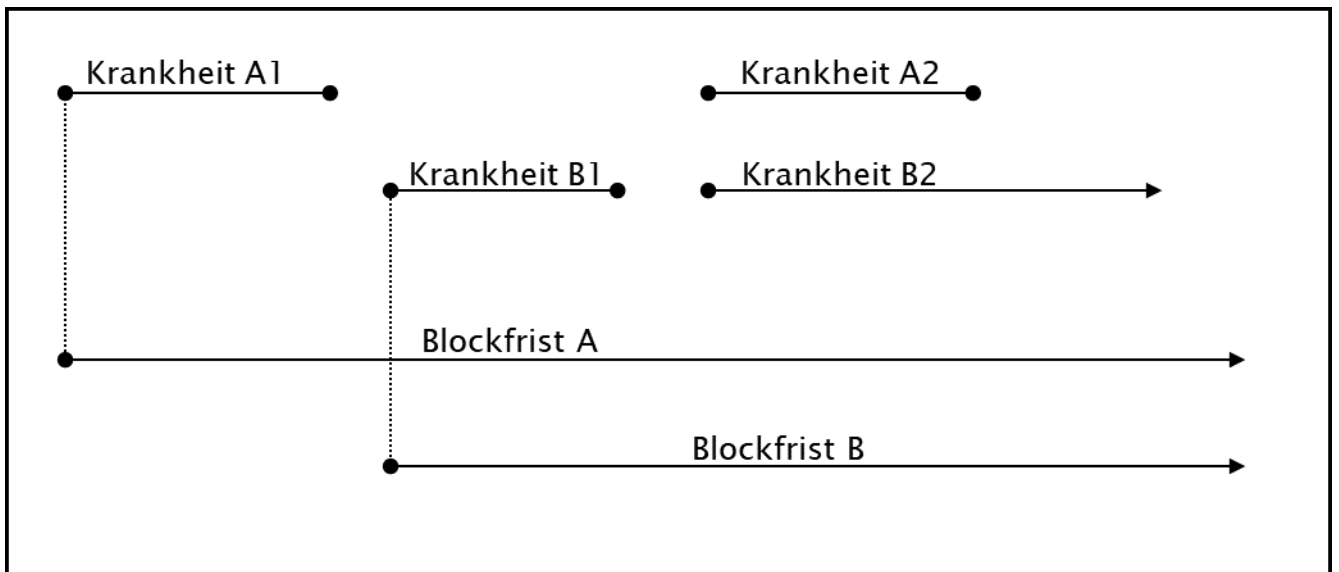 Krankheit A1
Krankheit A2
Krankheit B1
Krankheit B2
Blockfrist A
Blockfrist B